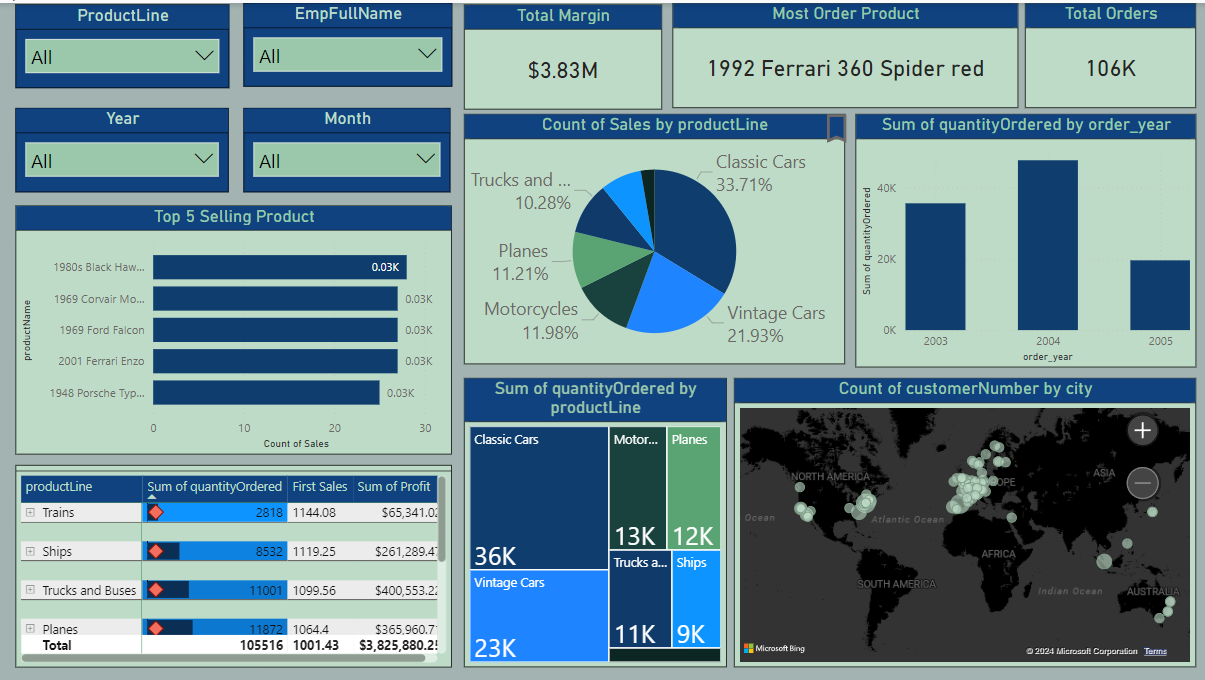 ProductLine
All
EmpFullName
All
Total Margin
$3.83M
Most Order Product
1992 Ferrari 360 Spider red
Total Orders
106K
Year
All
Month
All
Count of Sales by productLine
Classic Cars
33.71%
Vintage Cars
21.93%
Motorcycles
11.98%
Planes
11.21%
Trucks and ...
10.28%
Sum of quantityOrdered by order_year
Sum of quantityOrdered
40K
20K
0K
2003
2004
2005
order_year
Top 5 Selling Product
productName
1980s Black Haw...
0.03K
1969 Corvair Mo...
0.03K
1969 Ford Falcon
0.03K
2001 Ferrari Enzo
0.03K
1948 Porsche Typ...
0.03K
0
10
20
30
Count of Sales
productLine Sum of quantityOrdered First Sales Sum of Profit
Trains 2818 1144.08 $65,341.02
Ships 8532 1119.25 $261,289.47
Trucks and Buses 11001 1099.56 $400,553.22
Planes 11872 1064.4
Total 105516 1001.43 $3,825,880.25
Sum of quantityOrdered by
productLine
Classic Cars
36K
Vintage Cars
23K
Motor...
13K
Planes
12K
Trucks a...
11K
Ships
9K
Count of customerNumber by city
NORTH AMERICA
OPE
ASIA
Ocean
Atlantic Ocean
AFRICA
SOUTH AMERICA
Indian Ocean
AUSTRALIA
Microsoft Bing
© 2024 Microsoft Corporation Terms